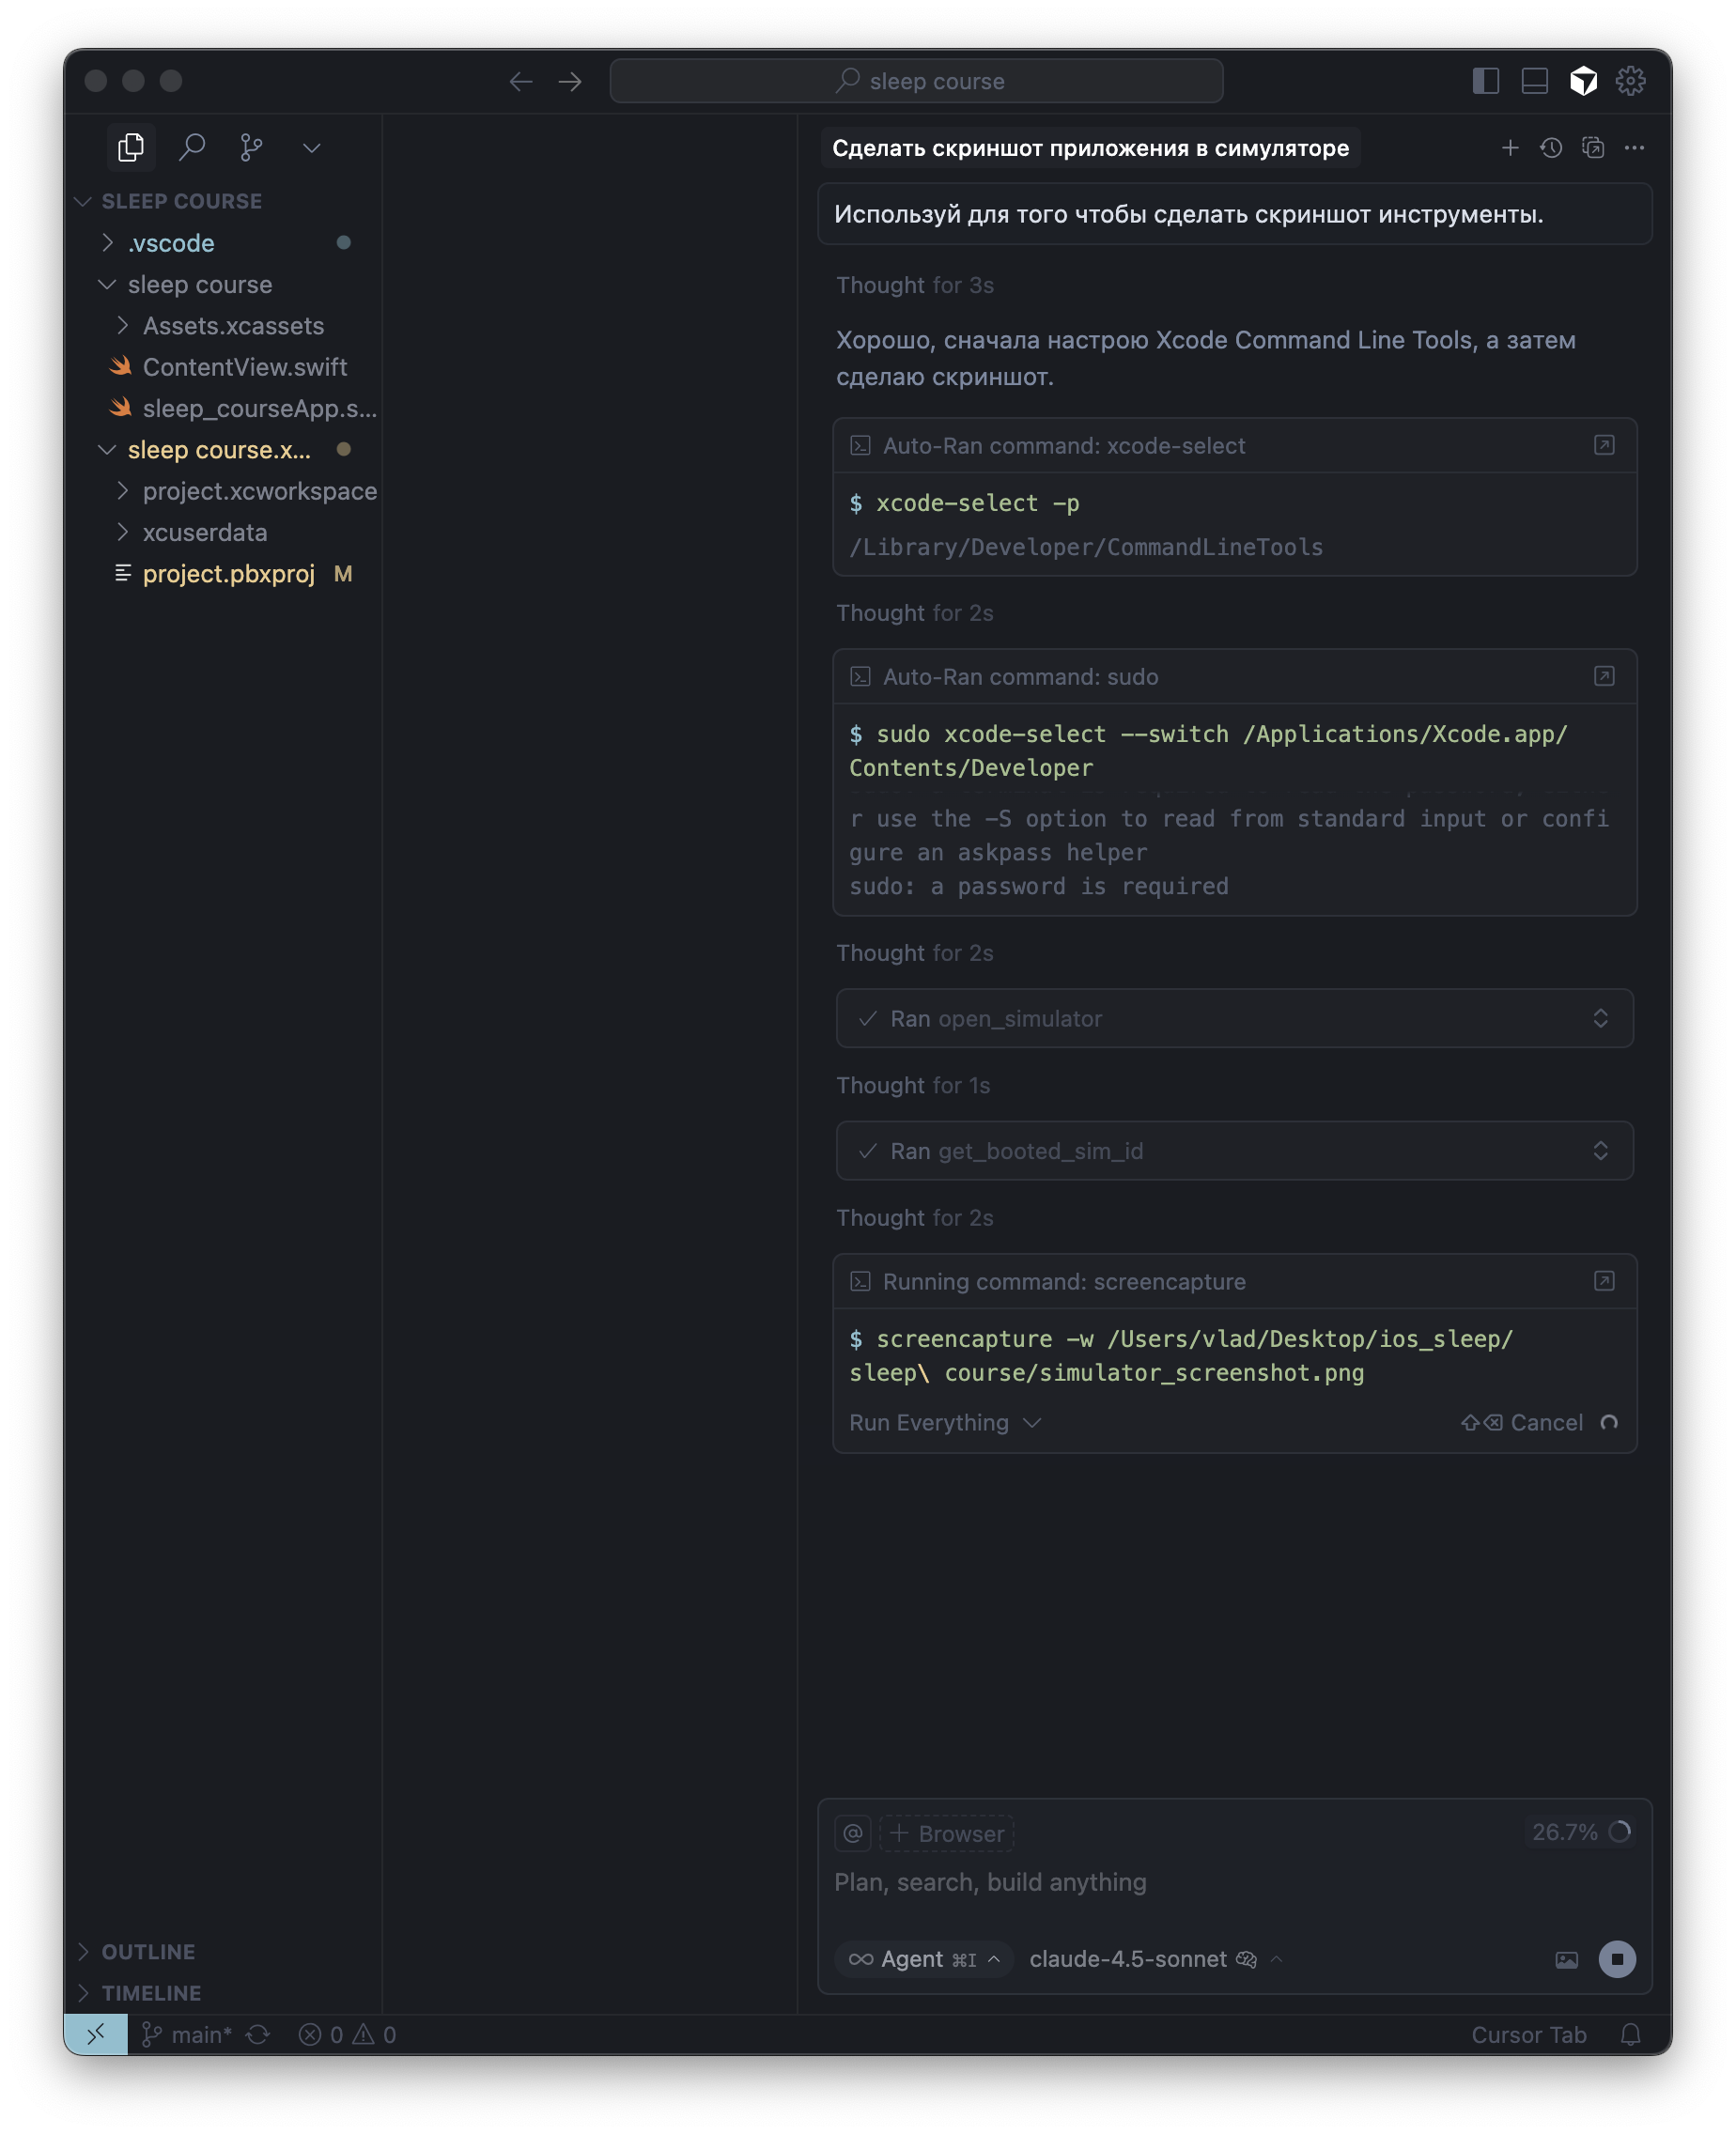 sleep course
SLEEP COURSE
.vscode
sleep course
Assets.xcassets
ContentView.swift
sleep_courseApp.s...
sleep course.x...
project.xcworkspace
xcuserdata
project.pbxproj M
OUTLINE
TIMELINE
Сделать скриншот приложения в симуляторе
Используй для того чтобы сделать скриншот инструменты.
Thought for 3s
Хорошо, сначала настрою Xcode Command Line Tools, а затем
сделаю скриншот.
Auto-Ran command: xcode-select
$ xcode-select -p
/Library/Developer/CommandLineTools
Thought for 2s
Auto-Ran command: sudo
$ sudo xcode-select --switch /Applications/Xcode.app/
Contents/Developer
r use the -S option to read from standard input or confi
gure an askpass helper
sudo: a password is required
Thought for 2s
Ran open_simulator
Thought for 1s
Ran get_booted_sim_id
Thought for 2s
Running command: screencapture
$ screencapture -w /Users/vlad/Desktop/ios_sleep/
sleep\ course/simulator_screenshot.png
Run Everything
Cancel
@ + Browser
26.7%
Plan, search, build anything
Agent ⌘I
claude-4.5-sonnet
main*
0
0
Cursor Tab